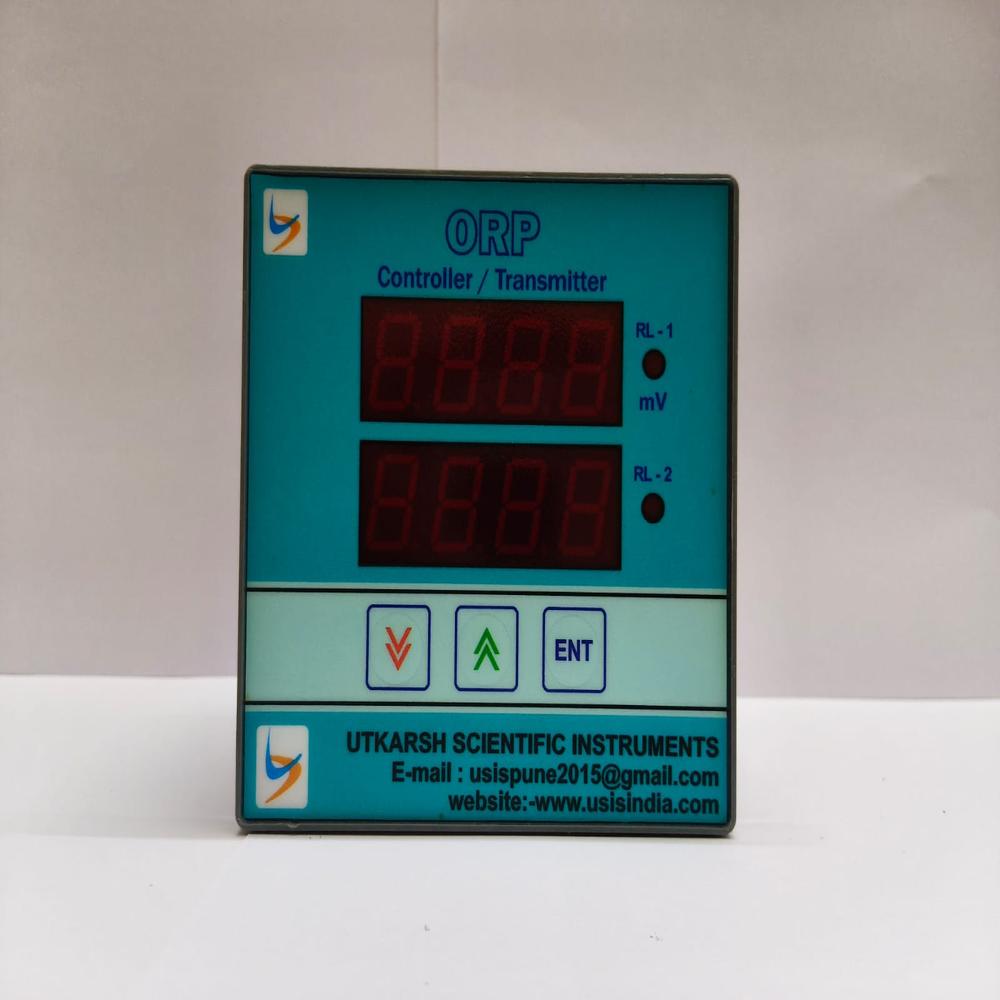 ORP
Controller / Transmitter
RL - 1
mV
RL - 2
ENT
UTKARSH SCIENTIFIC INSTRUMENTS
E-mail : usispune2015@gmail.com
website:-www.usisindia.com